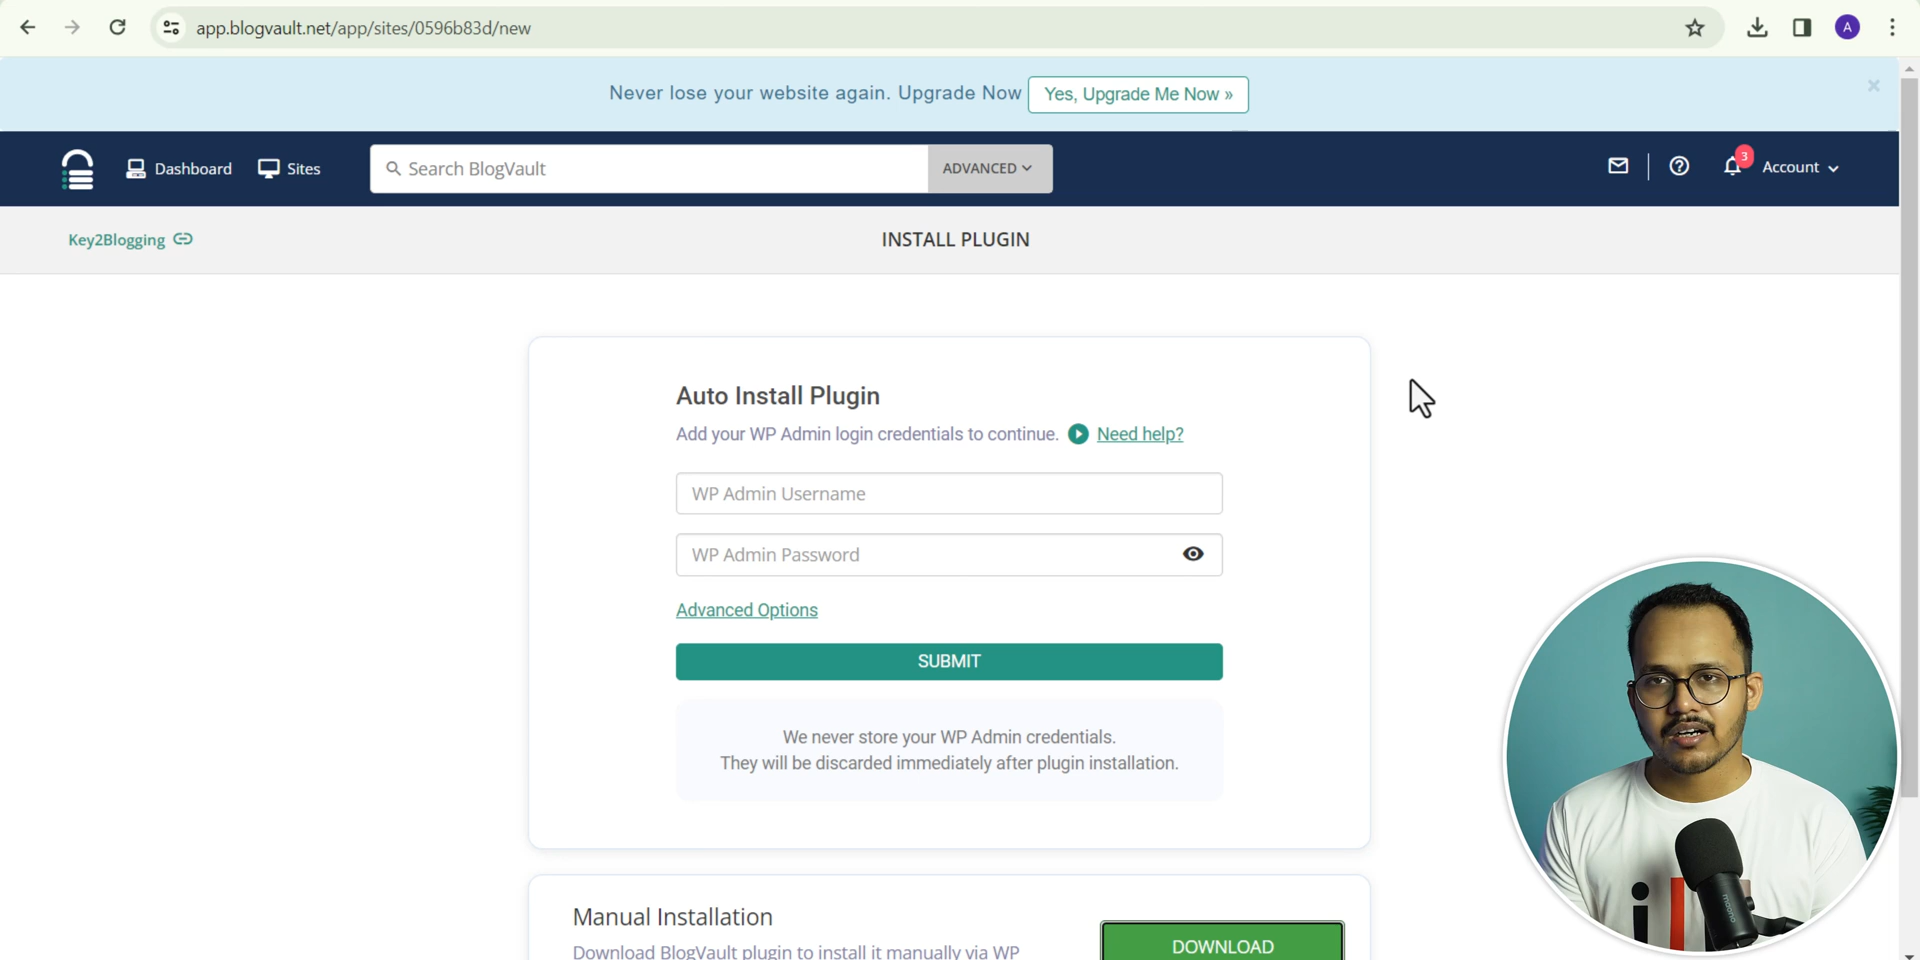 app.blogvault.net/app/sites/0596b83d/new
A
Never lose your website again. Upgrade Now Yes, Upgrade Me Now »
Dashboard Sites Search BlogVault ADVANCED 3 Account
Key2Blogging INSTALL PLUGIN
Auto Install Plugin
Add your WP Admin login credentials to continue. Need help?
WP Admin Username
WP Admin Password
Advanced Options
SUBMIT
We never store your WP Admin credentials.
They will be discarded immediately after plugin installation.
Manual Installation
DOWNLOAD
Download BlogVault plugin to install it manually via WP